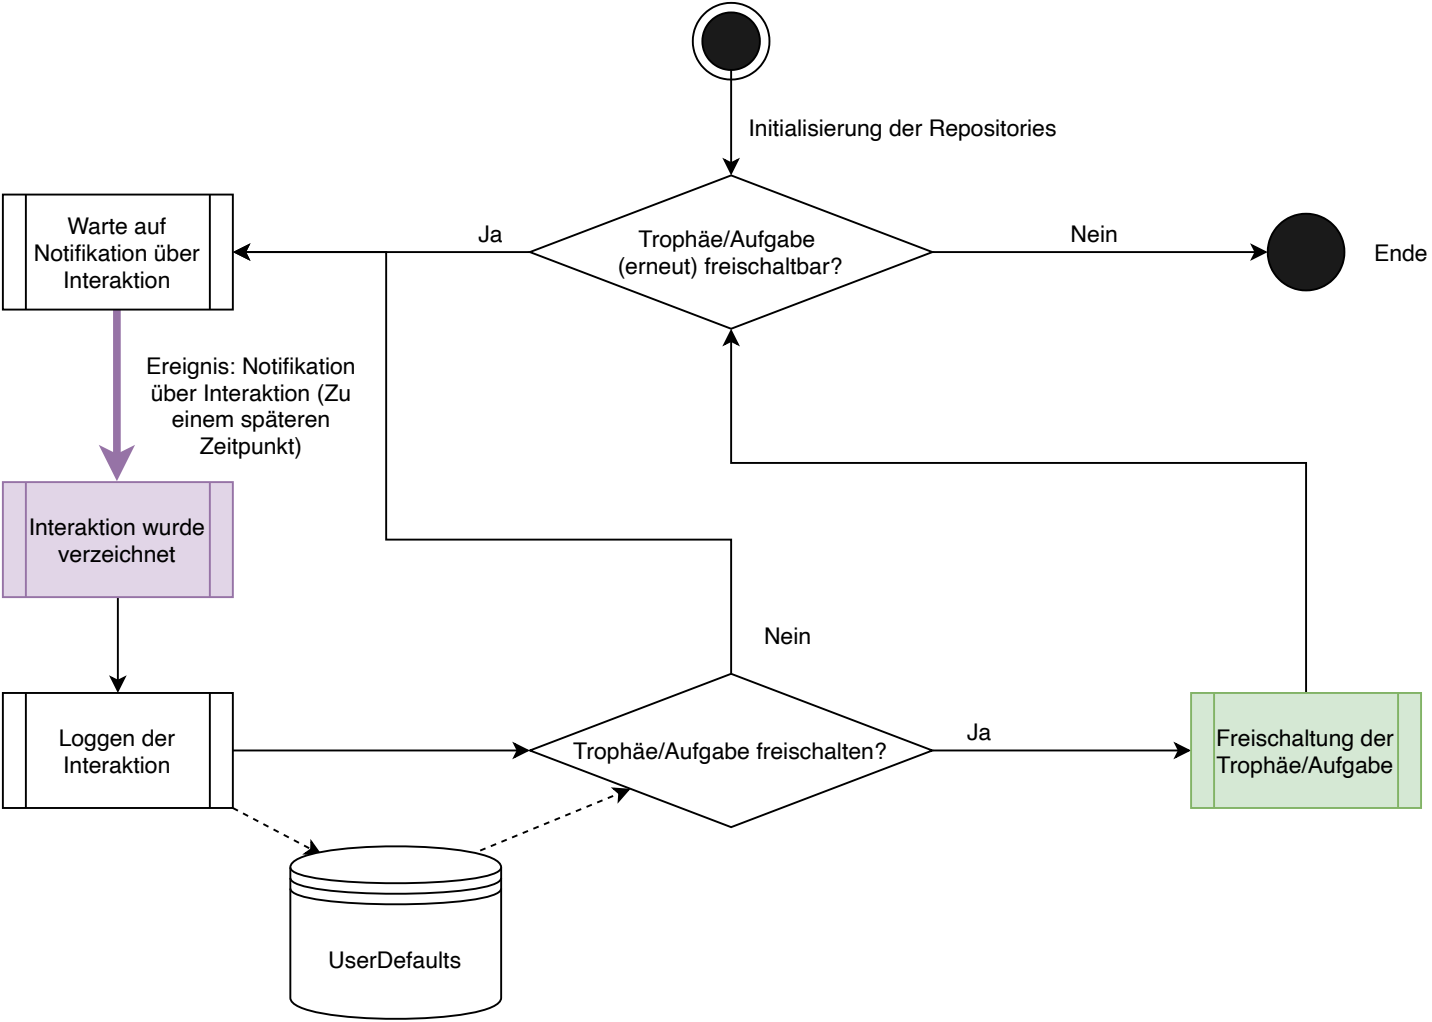 Initialisierung der Repositories
Warte auf
Notifikation über
Interaktion
Ja
Trophäe/Aufgabe
(erneut) freischaltbar?
Nein
Ende
Ereignis: Notifikation
über Interaktion (Zu
einem späteren
Zeitpunkt)
Interaktion wurde
verzeichnet
Nein
Loggen der
Interaktion
Trophäe/Aufgabe freischalten?
Ja
Freischaltung der
Trophäe/Aufgabe
UserDefaults